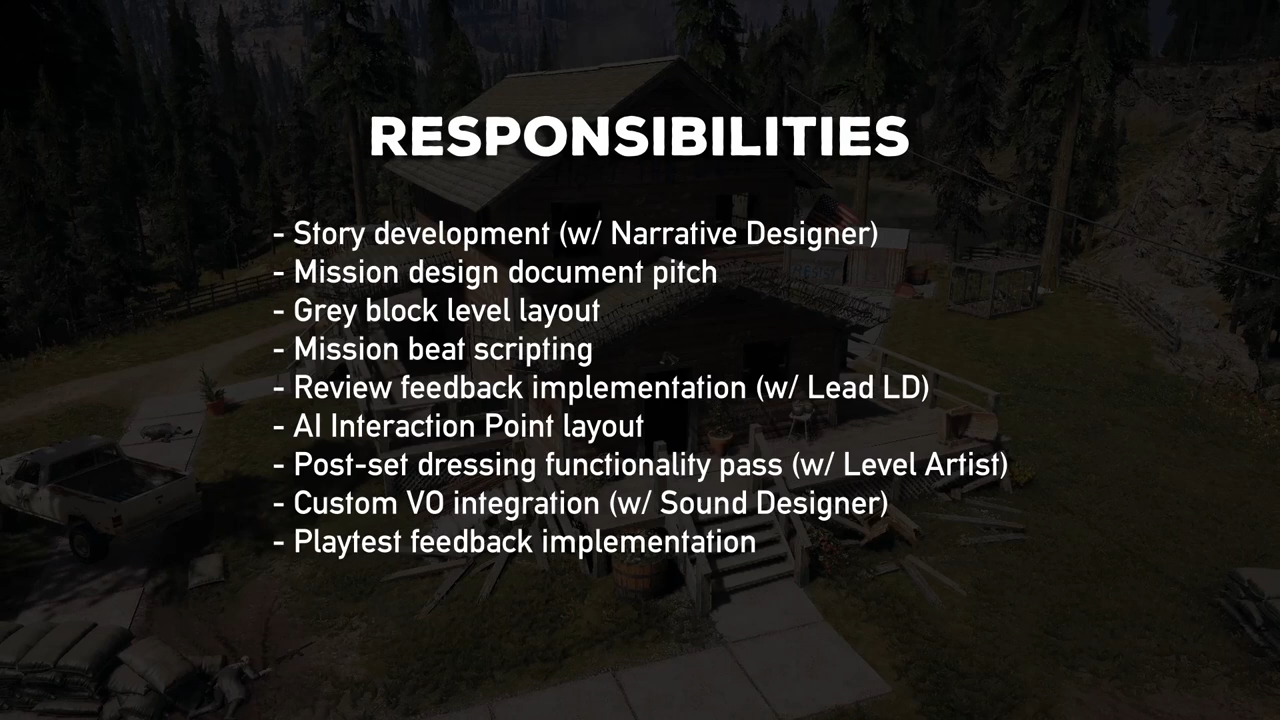 RESPONSIBILITIES
- Story development (w/ Narrative Designer)
- Mission design document pitch
- Grey block level layout
- Mission beat scripting
- Review feedback implementation (w/ Lead LD)
- AI Interaction Point layout
- Post-set dressing functionality pass (w/ Level Artist)
- Custom VO integration (w/ Sound Designer)
- Playtest feedback implementation